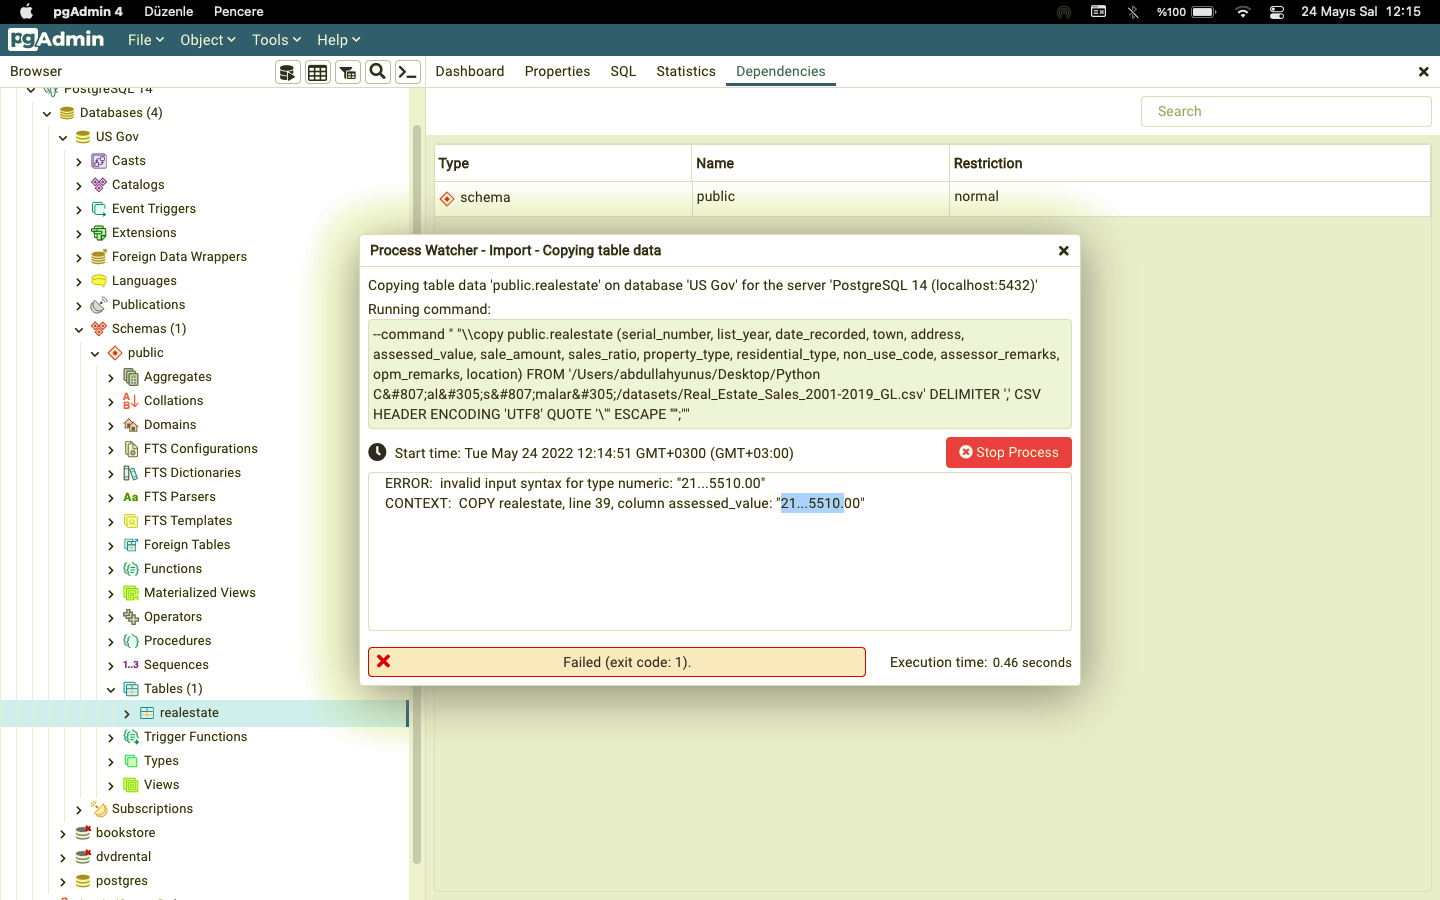 pgAdmin 4 Düzenle Pencere
%100 24 Mayıs Sal 12:15
pgAdmin File Object Tools Help
Browser
Dashboard Properties SQL Statistics Dependencies
PostgreSQL 14
Databases (4)
US Gov
Casts
Catalogs
Event Triggers
Extensions
Foreign Data Wrappers
Languages
Publications
Schemas (1)
public
Aggregates
Collations
Domains
FTS Configurations
FTS Dictionaries
Aa FTS Parsers
FTS Templates
Foreign Tables
Functions
Materialized Views
Operators
Procedures
1..3 Sequences
Tables (1)
realestate
Trigger Functions
Types
Views
Subscriptions
bookstore
dvdrental
postgres
Search
Type Name Restriction
schema public normal
Process Watcher - Import - Copying table data
Copying table data 'public.realestate' on database 'US Gov' for the server 'PostgreSQL 14 (localhost:5432)'
Running command:
--command " "\\copy public.realestate (serial_number, list_year, date_recorded, town, address,
assessed_value, sale_amount, sales_ratio, property_type, residential_type, non_use_code, assessor_remarks,
opm_remarks, location) FROM '/Users/abdullahyunus/Desktop/Python
C&#807;al&#305;s&#807;malar&#305;/datasets/Real_Estate_Sales_2001-2019_GL.csv' DELIMITER ',' CSV
HEADER ENCODING 'UTF8' QUOTE '\"' ESCAPE '''';""
Start time: Tue May 24 2022 12:14:51 GMT+0300 (GMT+03:00)
Stop Process
ERROR: invalid input syntax for type numeric: "21...5510.00"
CONTEXT: COPY realestate, line 39, column assessed_value: "21...5510.00"
Failed (exit code: 1).
Execution time: 0.46 seconds